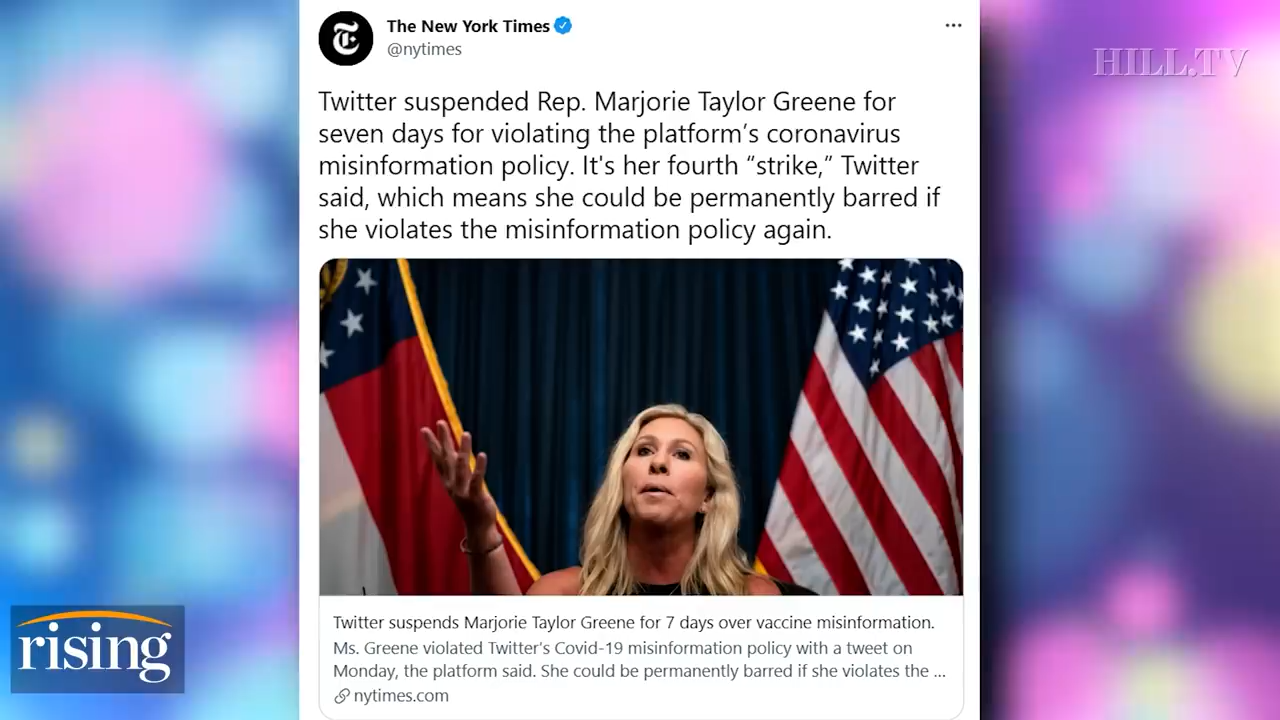 The New York Times
@nytimes
HILL.TV
Twitter suspended Rep. Marjorie Taylor Greene for
seven days for violating the platform’s coronavirus
misinformation policy. It's her fourth “strike,” Twitter
said, which means she could be permanently barred if
she violates the misinformation policy again.
Twitter suspends Marjorie Taylor Greene for 7 days over vaccine misinformation.
Ms. Greene violated Twitter’s Covid-19 misinformation policy with a tweet on
Monday, the platform said. She could be permanently barred if she violates the ...
nytimes.com
rising